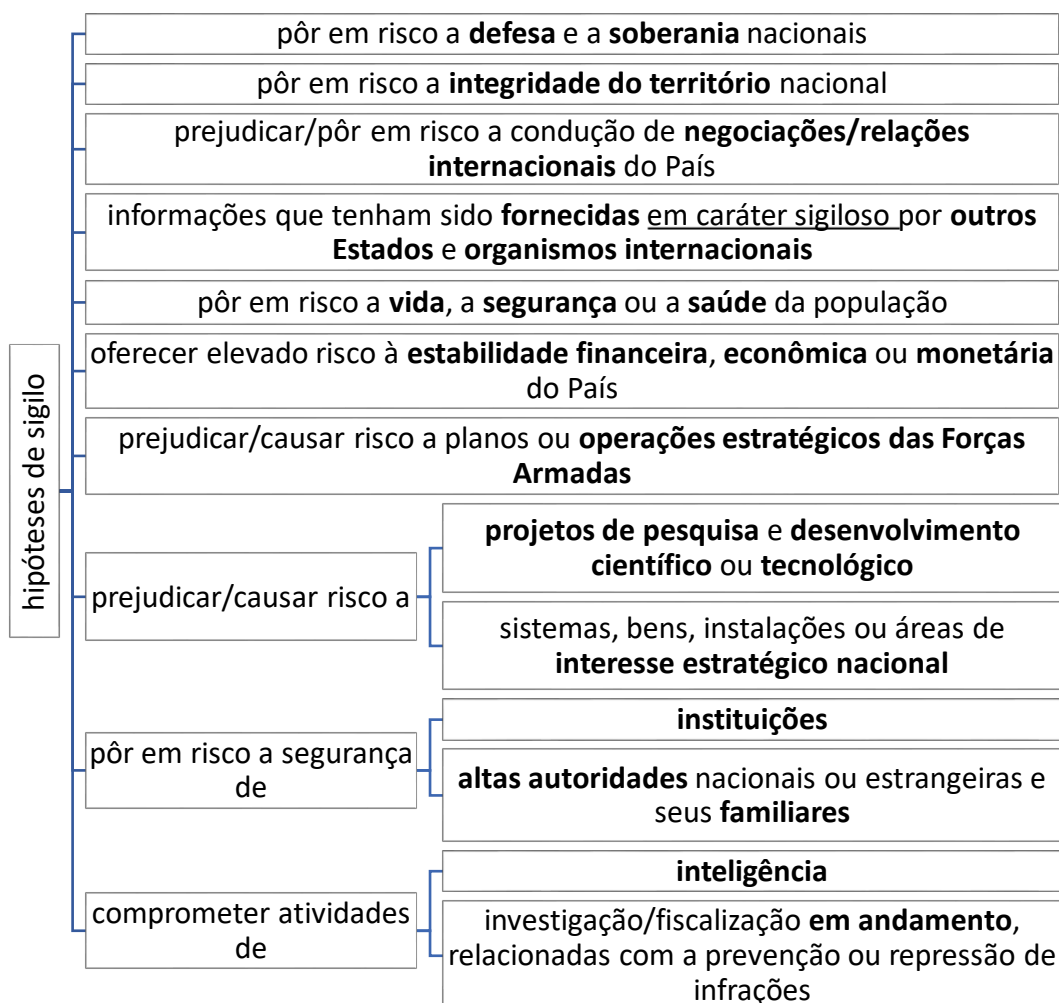 pôr em risco a defesa e a soberania nacionais
pôr em risco a integridade do território nacional
prejudicar/pôr em risco a condução de negociações/relações
internacionais do País
informações que tenham sido fornecidas em caráter sigiloso por outros
Estados e organismos internacionais
pôr em risco a vida, a segurança ou a saúde da população
oferecer elevado risco à estabilidade financeira, econômica ou monetária
do País
prejudicar/causar risco a planos ou operações estratégicos das Forças
Armadas
hipóteses de sigilo
prejudicar/causar risco a
projetos de pesquisa e desenvolvimento
científico ou tecnológico
sistemas, bens, instalações ou áreas de
interesse estratégico nacional
pôr em risco a segurança
de
instituições
altas autoridades nacionais ou estrangeiras e
seus familiares
comprometer atividades
de
inteligência
investigação/fiscalização em andamento,
relacionadas com a prevenção ou repressão de
infrações